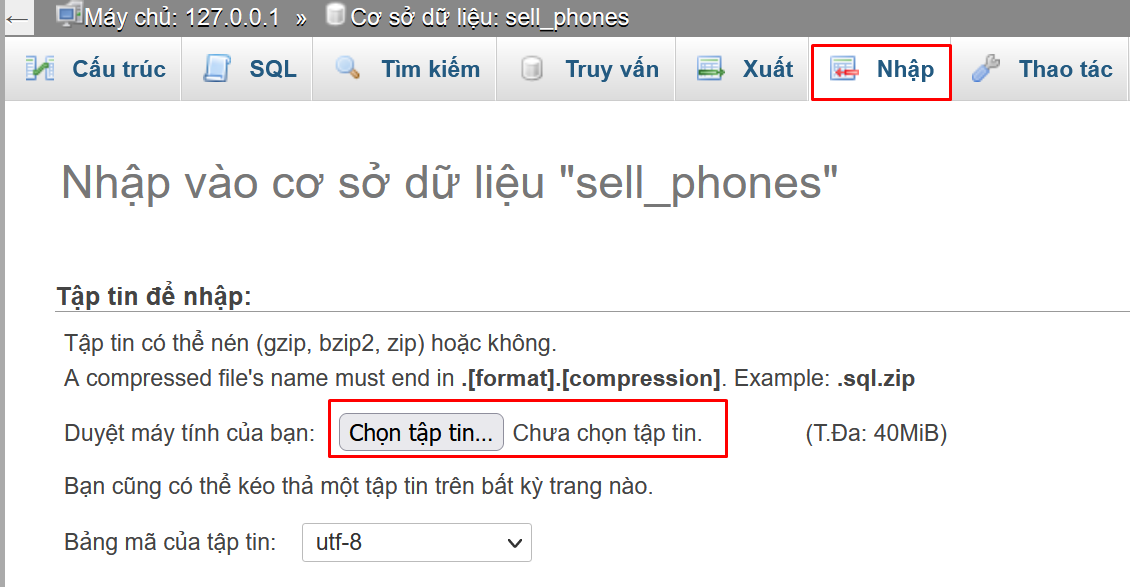 ← Máy chủ: 127.0.0.1 » Cơ sở dữ liệu: sell_phones
Cấu trúc SQL Tìm kiếm Truy vấn Xuất Nhập Thao tác
Nhập vào cơ sở dữ liệu "sell_phones"
Tập tin để nhập:
Tập tin có thể nén (gzip, bzip2, zip) hoặc không.
A compressed file's name must end in .[format].[compression]. Example: .sql.zip
Duyệt máy tính của bạn: Chọn tập tin... Chưa chọn tập tin. (T.Đa: 40MiB)
Bạn cũng có thể kéo thả một tập tin trên bất kỳ trang nào.
Bảng mã của tập tin: utf-8